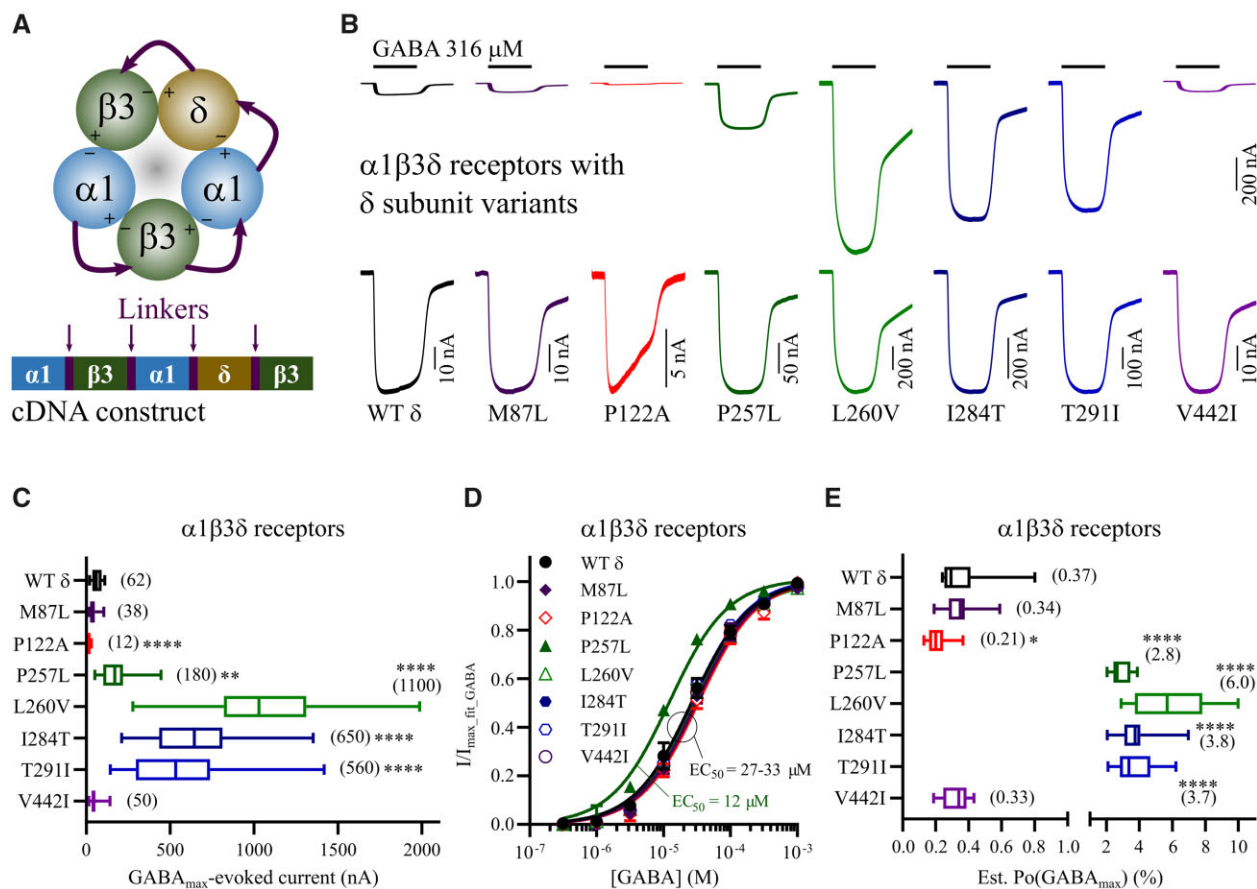 A
β3
δ
α1
α1
β3
− + + − − + + − − +
Linkers
α1 β3 α1 δ β3
cDNA construct
B
GABA 316 μM
α1β3δ receptors with
δ subunit variants
200 nA
10 nA
10 nA
5 nA
50 nA
200 nA
200 nA
100 nA
10 nA
WT δ M87L P122A P257L L260V I284T T291I V442I
C
α1β3δ receptors
WT δ (62)
M87L (38)
P122A (12) ****
P257L (180) **
****
L260V (1100)
I284T (650) ****
T291I (560) ****
V442I (50)
0 500 1000 1500 2000
GABAmax-evoked current (nA)
D
α1β3δ receptors
WT δ
M87L
P122A
P257L
L260V
I284T
T291I
V442I
1.0
0.8
0.6
0.4
0.2
0.0
I/Imax_fit_GABA
EC50 = 27-33 μM
EC50 = 12 μM
10-7 10-6 10-5 10-4 10-3
[GABA] (M)
E
α1β3δ receptors
WT δ (0.37)
M87L (0.34)
P122A (0.21) *
P257L **** (2.8)
L260V **** (6.0)
I284T **** (3.8)
T291I **** (3.7)
V442I (0.33)
0.0 0.2 0.4 0.6 0.8 1.0 2 4 6 8 10
Est. Po(GABAmax) (%)